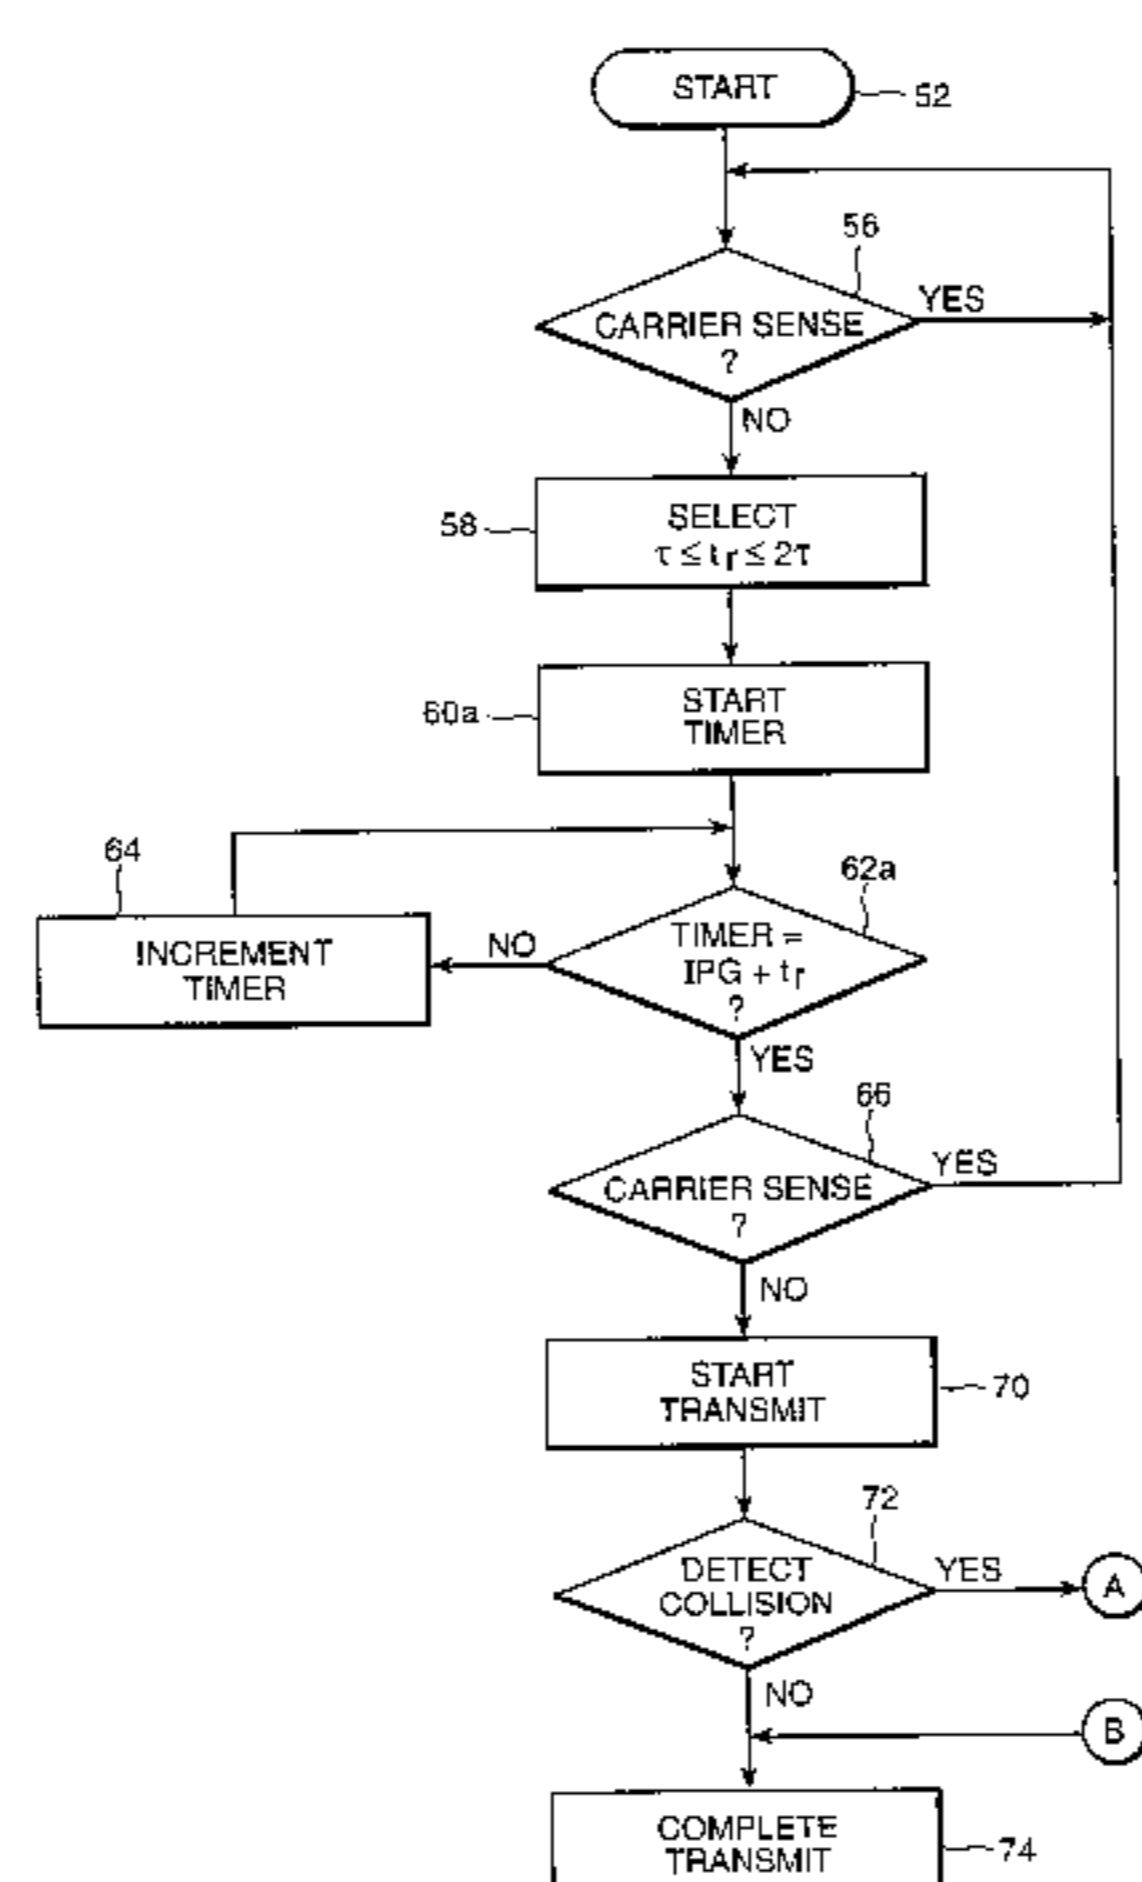 START
52
56
CARRIER SENSE
?
YES
NO
58
SELECT
τ ≤ tr ≤ 2τ
60a
START
TIMER
64
INCREMENT
TIMER
NO
62a
TIMER =
IPG + tr
?
YES
66
CARRIER SENSE
?
YES
NO
START
TRANSMIT
70
72
DETECT
COLLISION
?
YES
A
NO
B
COMPLETE
TRANSMIT
74